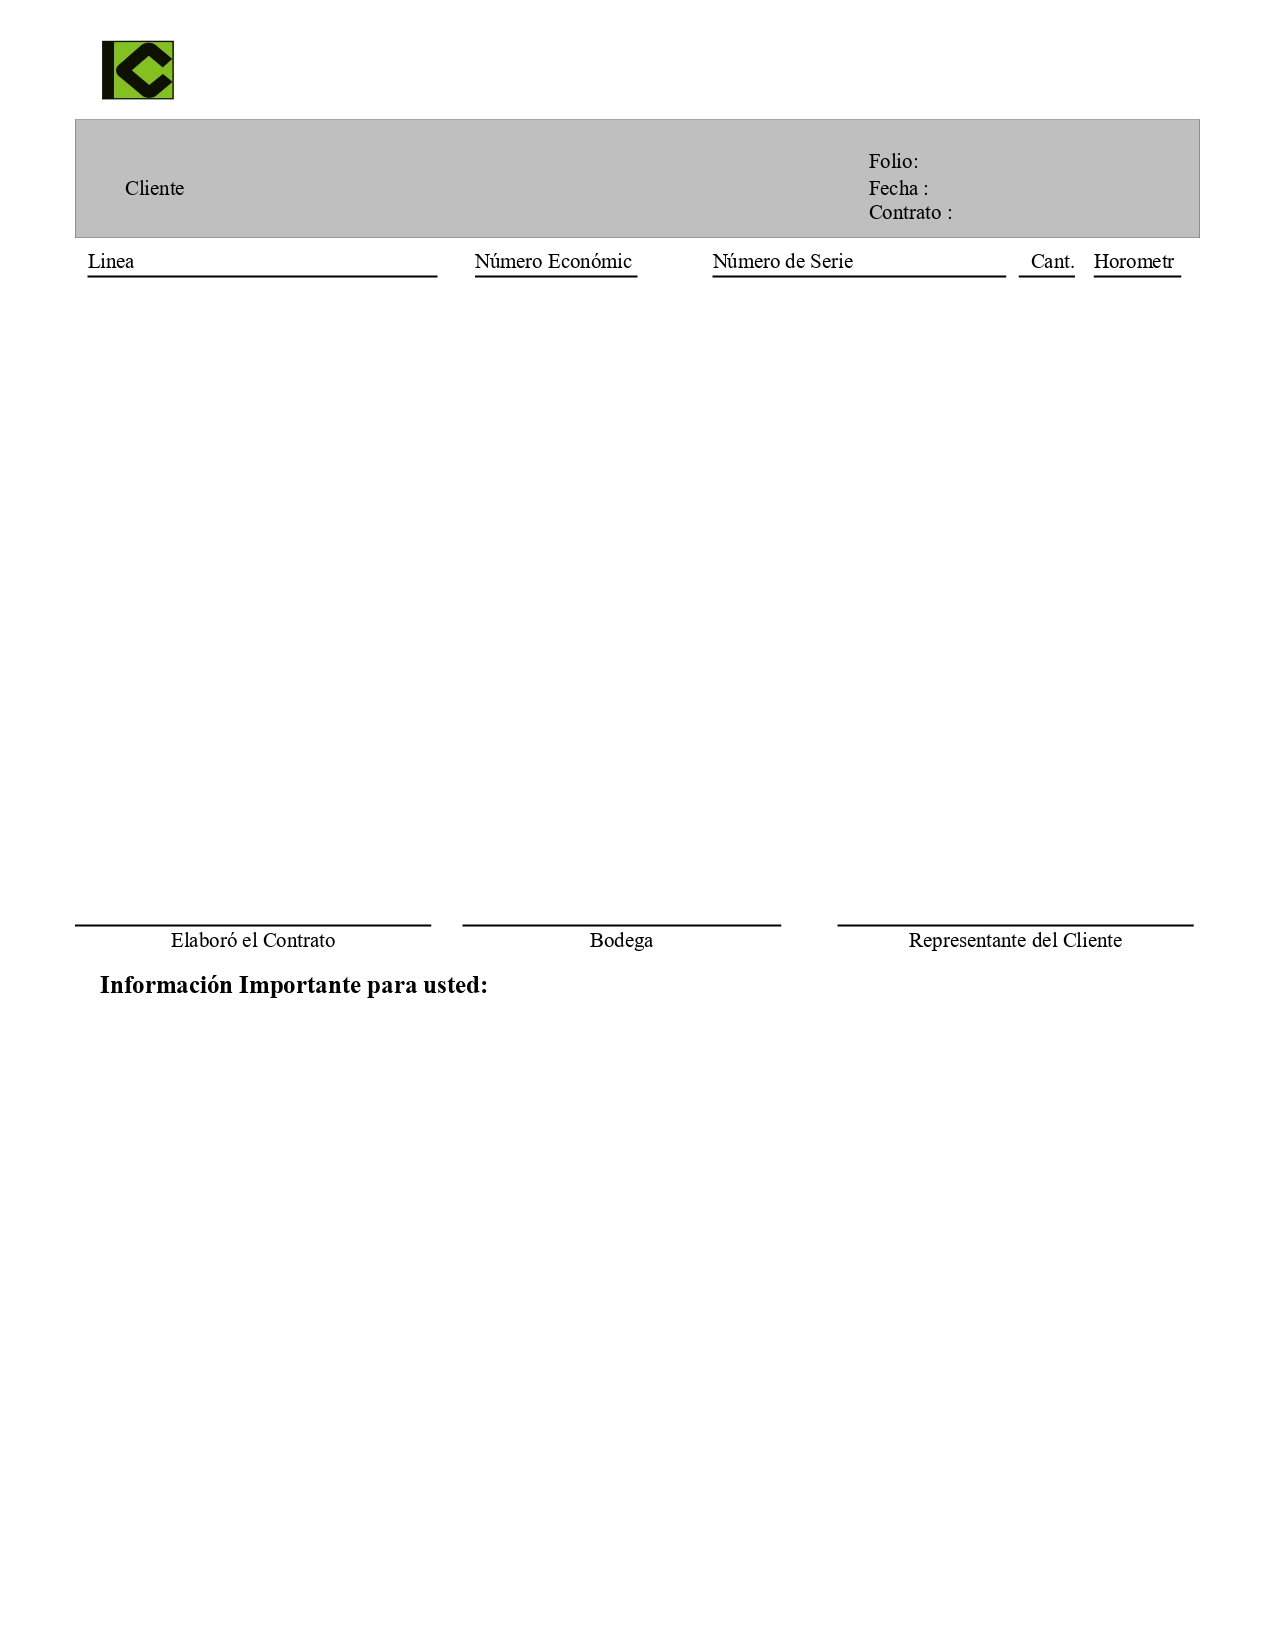 Folio:
Cliente
Fecha :
Contrato :
Linea
Número Económic
Número de Serie
Cant.
Horometr
Elaboró el Contrato
Bodega
Representante del Cliente
Información Importante para usted: